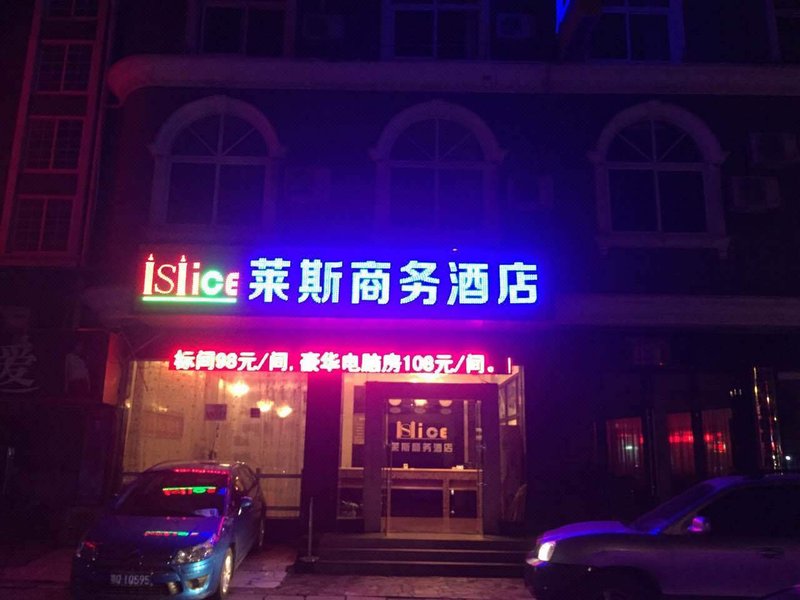 iSlice 莱斯商务酒店
标间98元/间,豪华电脑房108元/间。
爱
iSlice
莱斯商务酒店